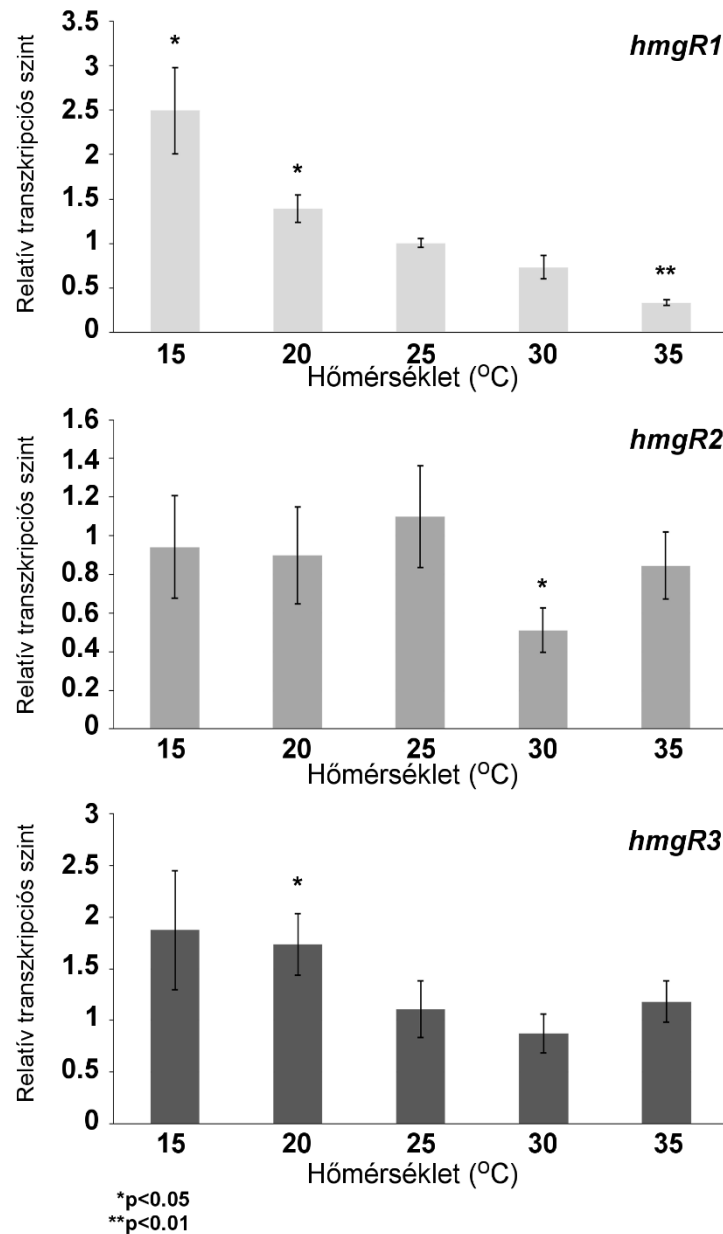 hmgR1
Relatív transzkripciós szint
4
3.5
3
2.5
2
1.5
1
0.5
0
*
*
**
15 20 25 30 35
Hőmérséklet (°C)
hmgR2
Relatív transzkripciós szint
1.6
1.4
1.2
1
0.8
0.6
0.4
0.2
0
*
15 20 25 30 35
Hőmérséklet (°C)
hmgR3
Relatív transzkripciós szint
3
2.5
2
1.5
1
0.5
0
*
15 20 25 30 35
Hőmérséklet (°C)
*p<0.05
**p<0.01